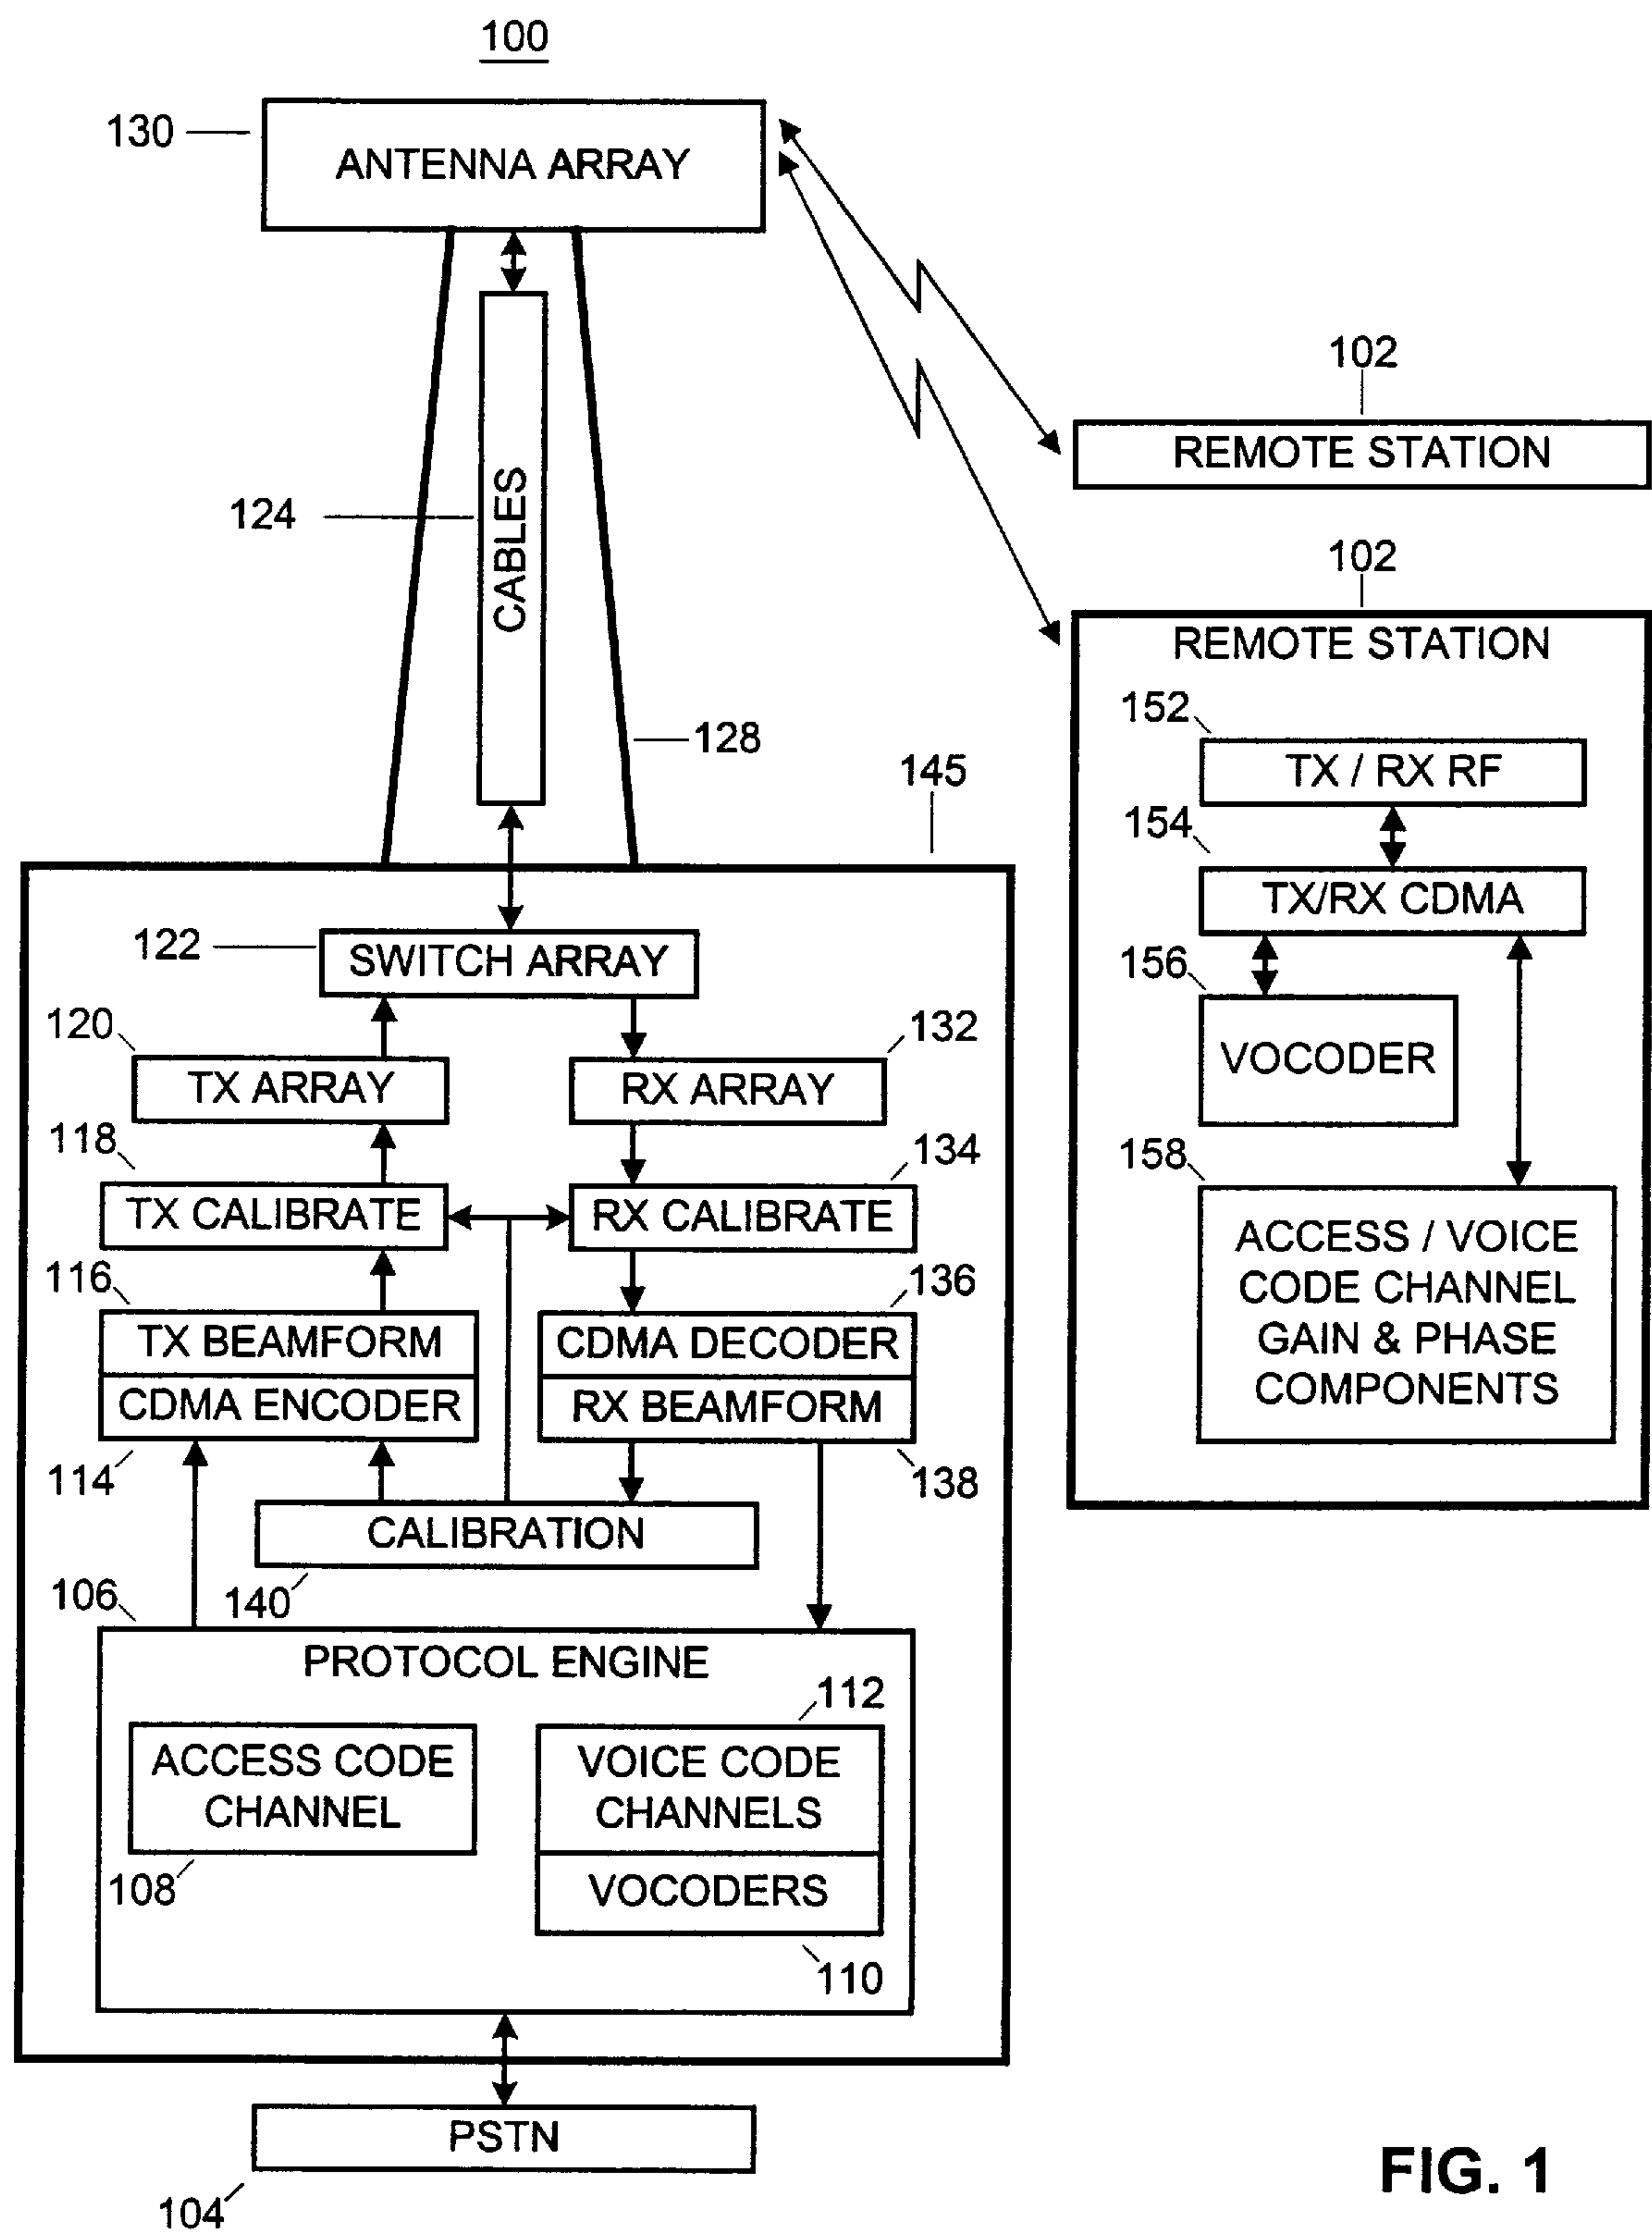 100
130
ANTENNA ARRAY
124
CABLES
128
145
102
REMOTE STATION
102
REMOTE STATION
152
TX / RX RF
154
TX/RX CDMA
156
VOCODER
158
ACCESS / VOICE
CODE CHANNEL
GAIN & PHASE
COMPONENTS
122
SWITCH ARRAY
120
TX ARRAY
132
RX ARRAY
118
TX CALIBRATE
134
RX CALIBRATE
116
TX BEAMFORM
CDMA ENCODER
114
136
CDMA DECODER
RX BEAMFORM
138
CALIBRATION
140
106
PROTOCOL ENGINE
ACCESS CODE
CHANNEL
108
112
VOICE CODE
CHANNELS
VOCODERS
110
PSTN
104
FIG. 1